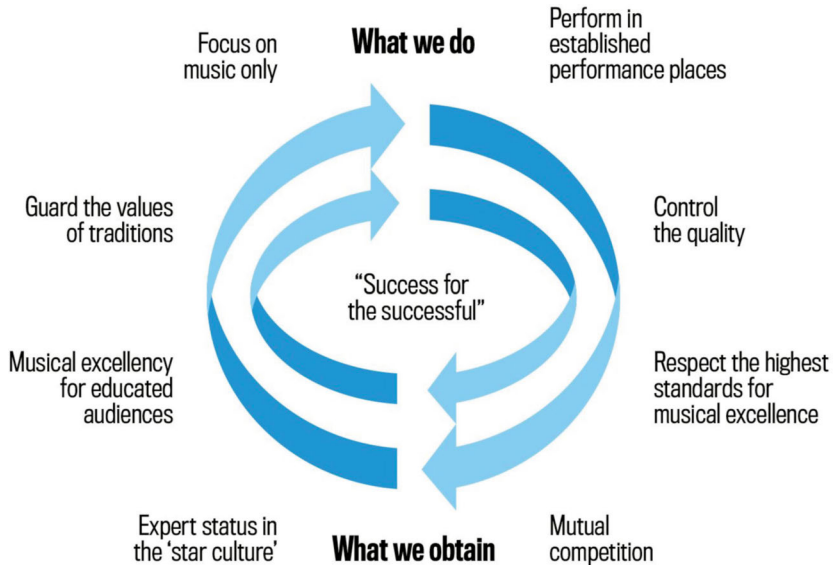 What we do
Perform in
established
performance places
Control
the quality
Respect the highest
standards for
musical excellence
Mutual
competition
What we obtain
Expert status in
the ‘star culture’
Musical excellency
for educated
audiences
Guard the values
of traditions
Focus on
music only
“Success for
the successful”